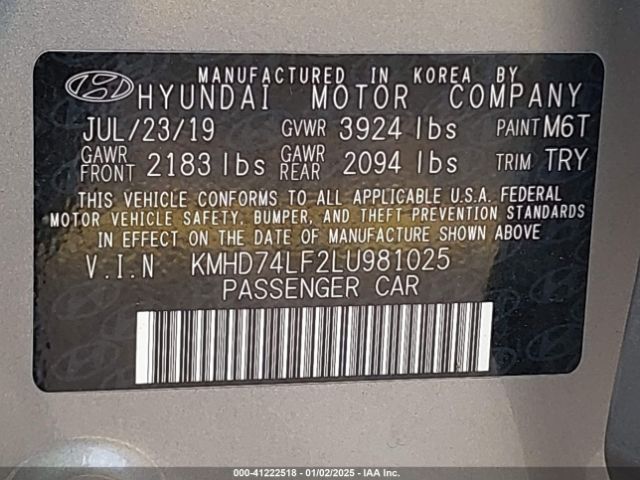 MANUFACTURED IN KOREA BY
HYUNDAI MOTOR COMPANY
JUL/23/19 GVWR 3924 lbs PAINT M6T
GAWR FRONT 2183 lbs GAWR REAR 2094 lbs TRIM TRY
THIS VEHICLE CONFORMS TO ALL APPLICABLE U.S.A. FEDERAL
MOTOR VEHICLE SAFETY, BUMPER, AND THEFT PREVENTION STANDARDS
IN EFFECT ON THE DATE OF MANUFACTURE SHOWN ABOVE.
V.I.N KMHD74LF2LU981025
PASSENGER CAR
000-41222518 - 01/02/2025 - IAAI.COM